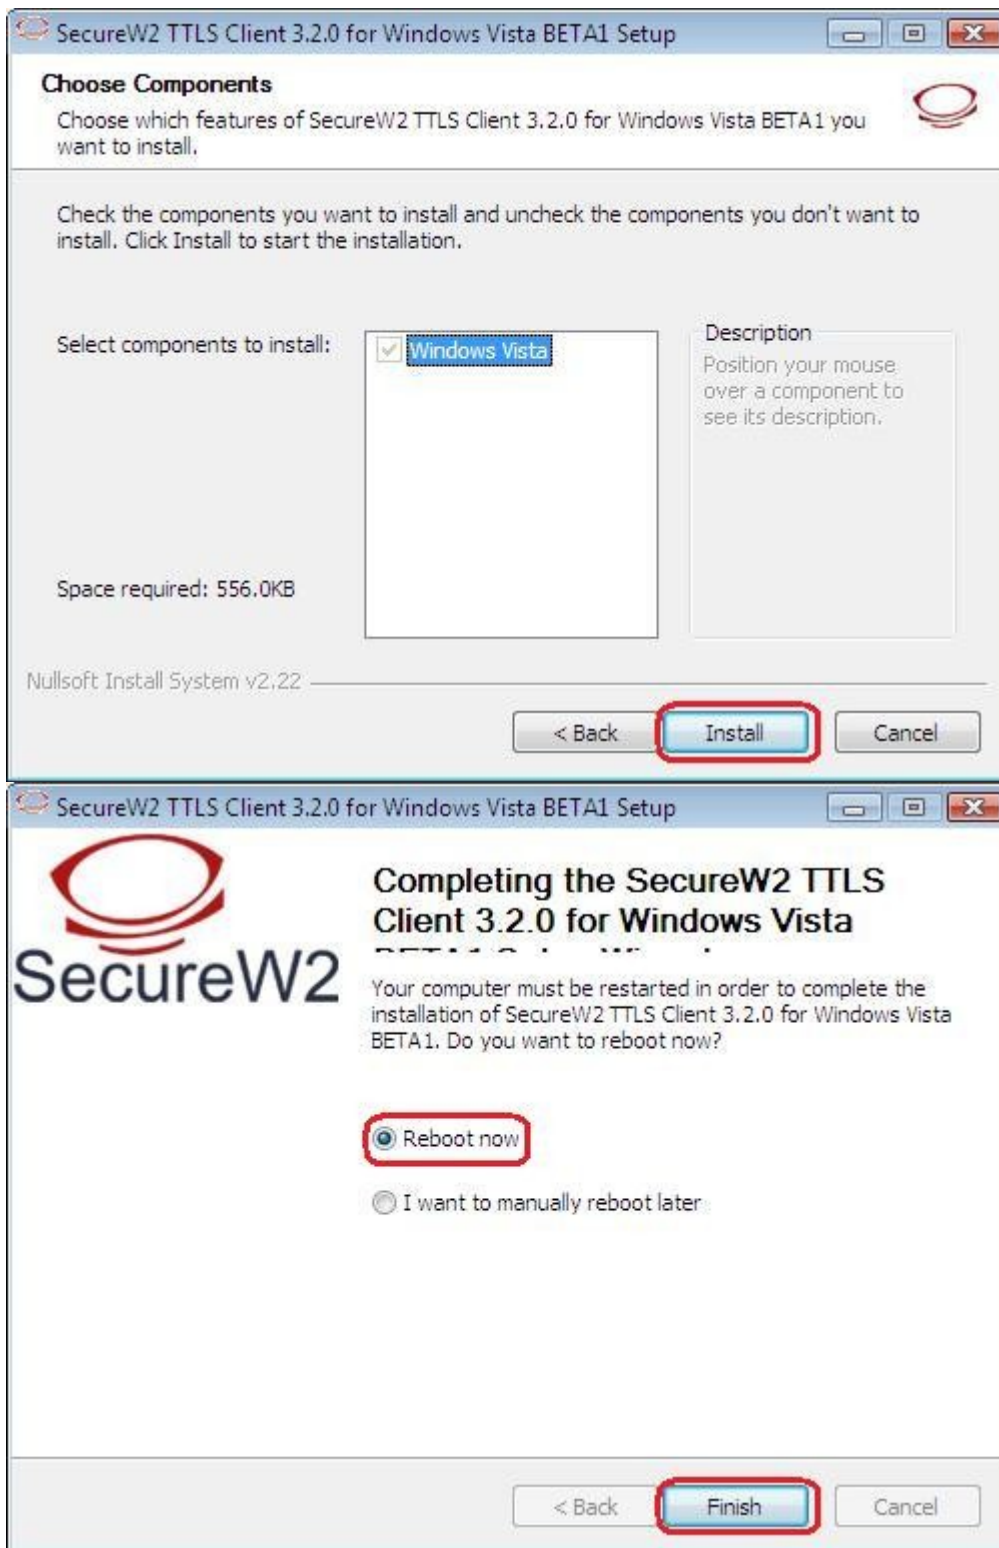 SecureW2 TTLS Client 3.2.0 for Windows Vista BETA1 Setup
Choose Components
Choose which features of SecureW2 TTLS Client 3.2.0 for Windows Vista BETA1 you
want to install.
Check the components you want to install and uncheck the components you don't want to
install. Click Install to start the installation.
Select components to install:
Windows Vista
Description
Position your mouse
over a component to
see its description.
Space required: 556.0KB
Nullsoft Install System v2.22
< Back
Install
Cancel
SecureW2 TTLS Client 3.2.0 for Windows Vista BETA1 Setup
SecureW2
Completing the SecureW2 TTLS
Client 3.2.0 for Windows Vista
Your computer must be restarted in order to complete the
installation of SecureW2 TTLS Client 3.2.0 for Windows Vista
BETA1. Do you want to reboot now?
Reboot now
I want to manually reboot later
< Back
Finish
Cancel